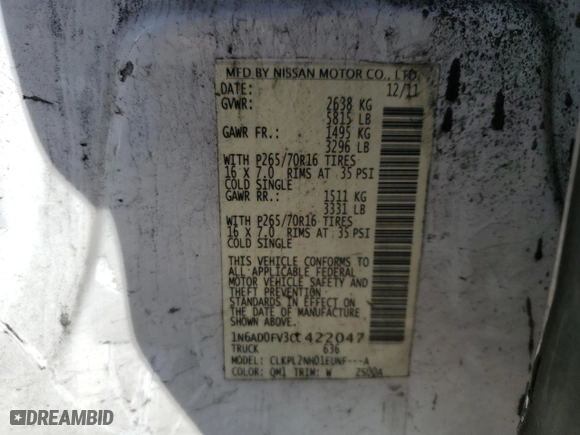 MFD BY NISSAN MOTOR CO., LTD.
DATE: 12/11
GVWR: 2638 KG
5815 LB
GAWR FR.: 1495 KG
3296 LB
WITH P265/70R16 TIRES
16 X 7.0 RIMS AT 35 PSI
COLD SINGLE
GAWR RR.: 1511 KG
3331 LB
WITH P265/70R16 TIRES
16 X 7.0 RIMS AT 35 PSI
COLD SINGLE
THIS VEHICLE CONFORMS TO
ALL APPLICABLE FEDERAL
MOTOR VEHICLE SAFETY
AND THEFT PREVENTION
STANDARDS IN EFFECT ON
THE DATE OF MANUFACTURE
SHOWN ABOVE.
1N6AD0FV3CC422047
TRUCK 636
MODEL: CLKPL2NH01EUNF---A
COLOR: QM1 TRIM: W 2500A
DREAMBID